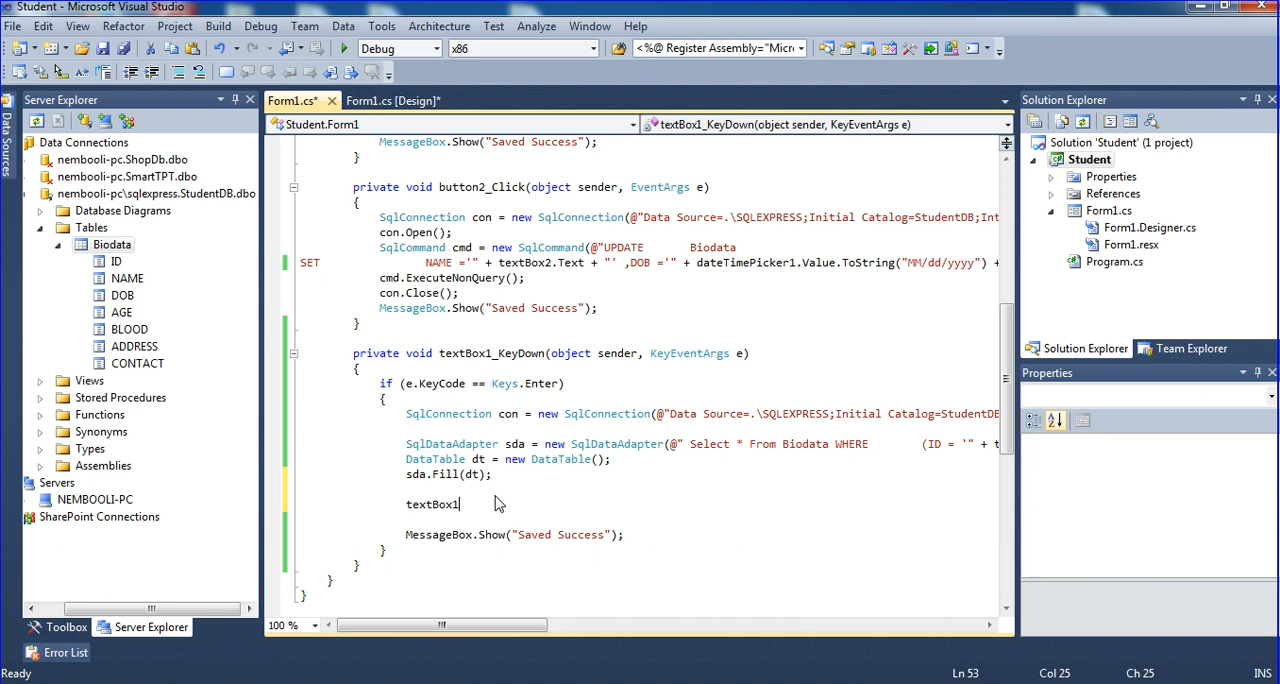 Student - Microsoft Visual Studio
File Edit View Refactor Project Build Debug Team Data Tools Architecture Test Analyze Window Help
Debug x86 <%@ Register Assembly="Micr
Server Explorer
Form1.cs* Form1.cs [Design]*
Solution Explorer
Data Sources
Student.Form1 textBox1_KeyDown(object sender, KeyEventArgs e)
Data Connections
nembooli-pc.ShopDb.dbo
nembooli-pc.SmartTPT.dbo
nembooli-pc\sqlexpress.StudentDB.dbo
Database Diagrams
Tables
Biodata
ID
NAME
DOB
AGE
BLOOD
ADDRESS
CONTACT
Views
Stored Procedures
Functions
Synonyms
Types
Assemblies
Servers
NEMBOOLI-PC
SharePoint Connections
Toolbox Server Explorer
MessageBox.Show("Saved Success");
}
private void button2_Click(object sender, EventArgs e)
{
SqlConnection con = new SqlConnection(@"Data Source=.\SQLEXPRESS;Initial Catalog=StudentDB;Int
con.Open();
SqlCommand cmd = new SqlCommand(@"UPDATE Biodata
SET NAME ='" + textBox2.Text + "' ,DOB ='" + dateTimePicker1.Value.ToString("MM/dd/yyyy") +
cmd.ExecuteNonQuery();
con.Close();
MessageBox.Show("Saved Success");
}
private void textBox1_KeyDown(object sender, KeyEventArgs e)
{
if (e.KeyCode == Keys.Enter)
{
SqlConnection con = new SqlConnection(@"Data Source=.\SQLEXPRESS;Initial Catalog=StudentDB
SqlDataAdapter sda = new SqlDataAdapter(@" Select * From Biodata WHERE (ID = '" + t
DataTable dt = new DataTable();
sda.Fill(dt);
textBox1
MessageBox.Show("Saved Success");
}
}
}
}
100 %
Solution 'Student' (1 project)
Student
Properties
References
Form1.cs
Form1.Designer.cs
Form1.resx
Program.cs
Solution Explorer Team Explorer
Properties
Error List
Ready Ln 53 Col 25 Ch 25 INS